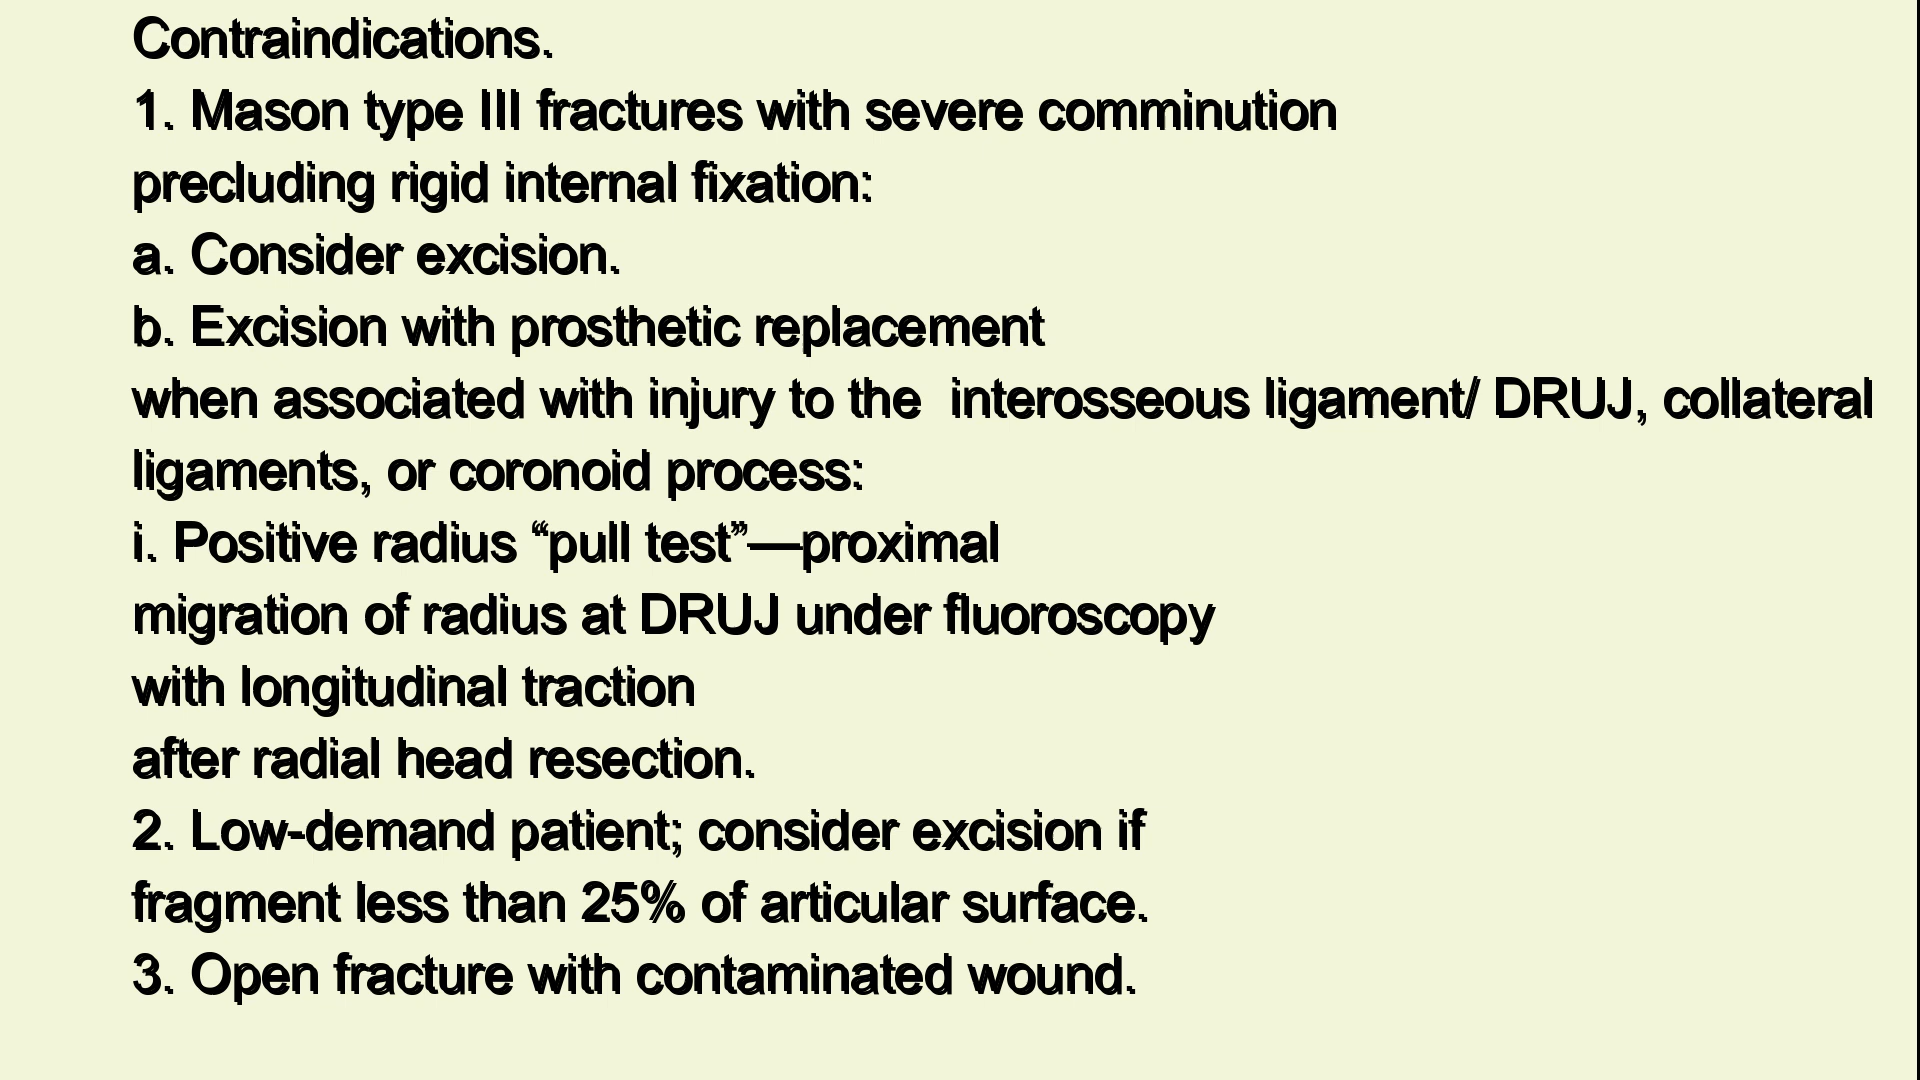 Contraindications.
1. Mason type III fractures with severe comminution
precluding rigid internal fixation:
a. Consider excision.
b. Excision with prosthetic replacement
when associated with injury to the  interosseous ligament/ DRUJ, collateral
ligaments, or coronoid process:
i. Positive radius “pull test”—proximal
migration of radius at DRUJ under fluoroscopy
with longitudinal traction
after radial head resection.
2. Low-demand patient; consider excision if
fragment less than 25% of articular surface.
3. Open fracture with contaminated wound.